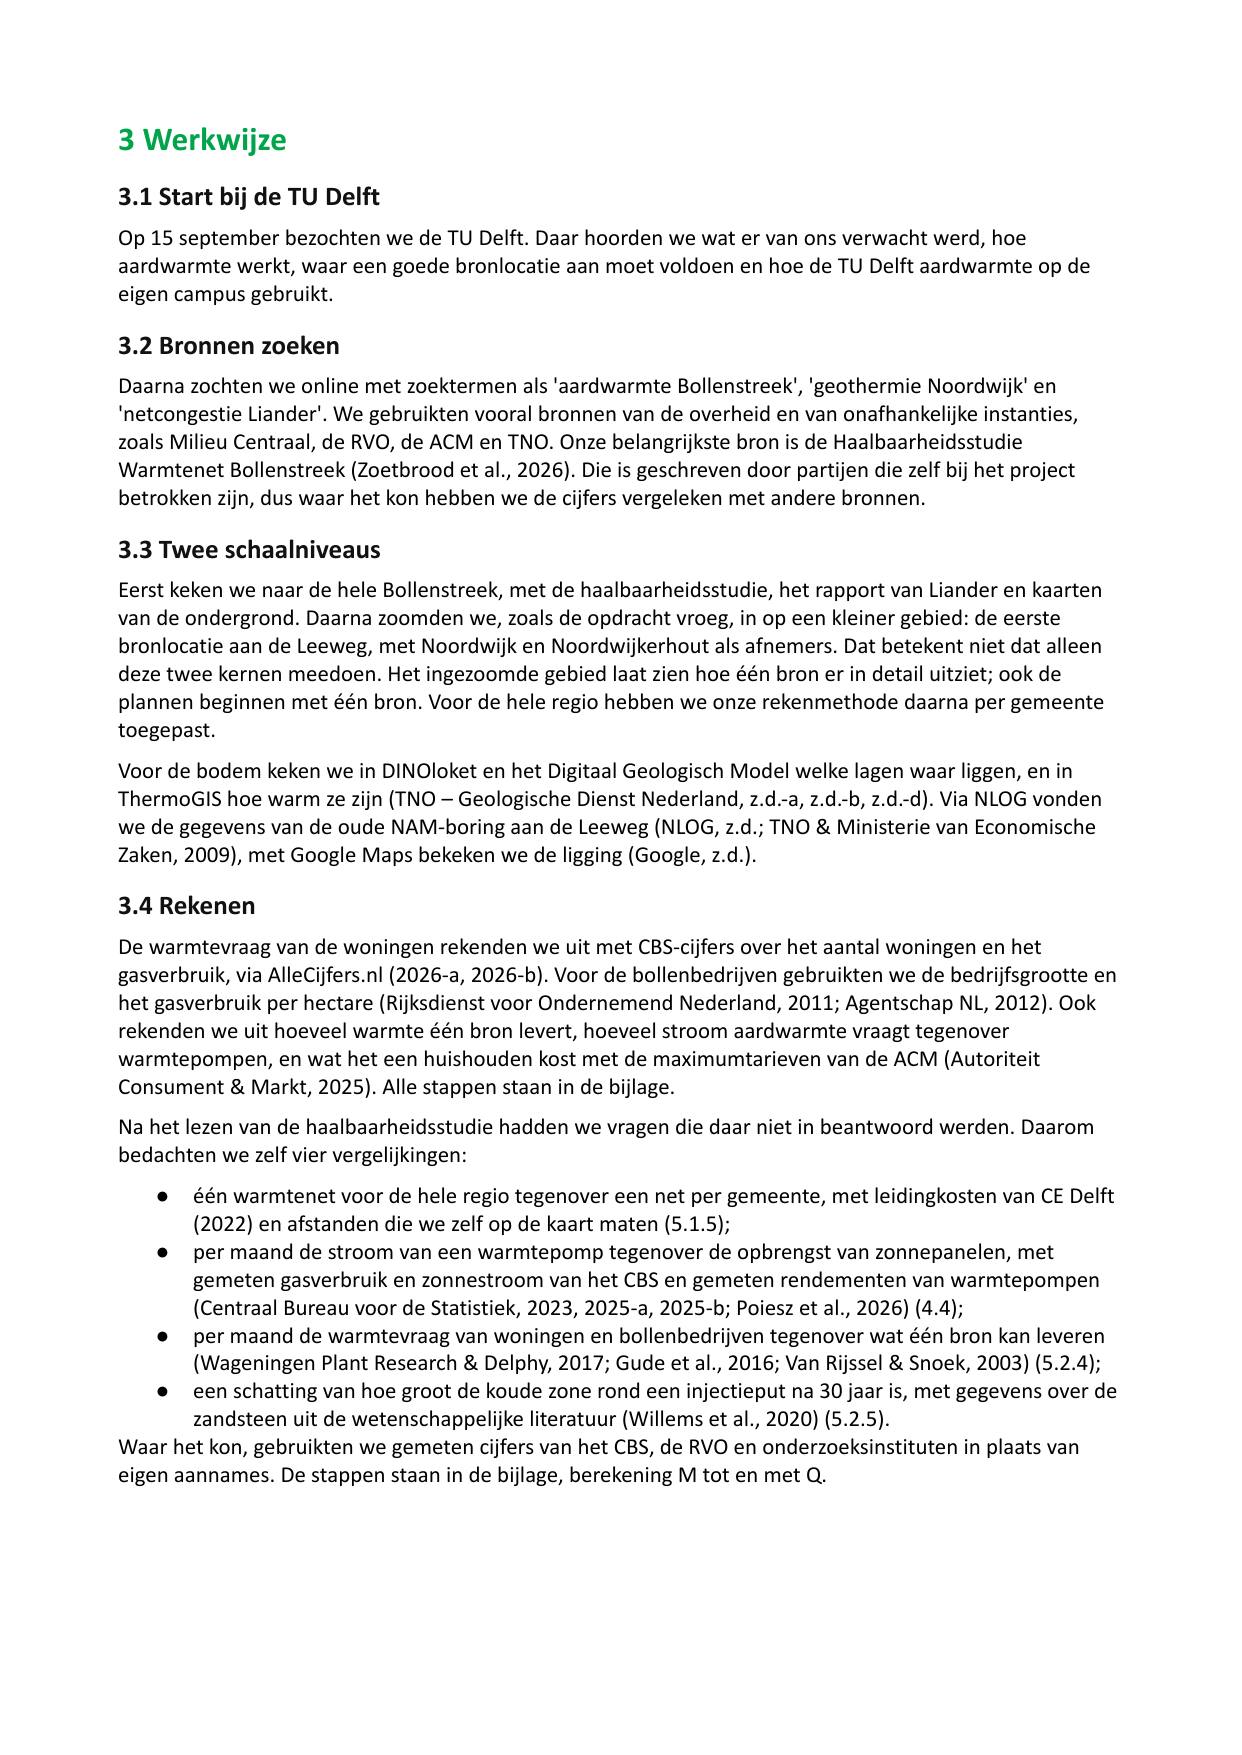 3 Werkwijze
3.1 Start bij de TU Delft
Op 15 september bezochten we de TU Delft. Daar hoorden we wat er van ons verwacht werd, hoe
aardwarmte werkt, waar een goede bronlocatie aan moet voldoen en hoe de TU Delft aardwarmte op de
eigen campus gebruikt.
3.2 Bronnen zoeken
Daarna zochten we online met zoektermen als 'aardwarmte Bollenstreek', 'geothermie Noordwijk' en
'netcongestie Liander'. We gebruikten vooral bronnen van de overheid en van onafhankelijke instanties,
zoals Milieu Centraal, de RVO, de ACM en TNO. Onze belangrijkste bron is de Haalbaarheidsstudie
Warmtenet Bollenstreek (Zoetbrood et al., 2026). Die is geschreven door partijen die zelf bij het project
betrokken zijn, dus waar het kon hebben we de cijfers vergeleken met andere bronnen.
3.3 Twee schaalniveaus
Eerst keken we naar de hele Bollenstreek, met de haalbaarheidsstudie, het rapport van Liander en kaarten
van de ondergrond. Daarna zoomden we, zoals de opdracht vroeg, in op een kleiner gebied: de eerste
bronlocatie aan de Leeweg, met Noordwijk en Noordwijkerhout als afnemers. Dat betekent niet dat alleen
deze twee kernen meedoen. Het ingezoomde gebied laat zien hoe één bron er in detail uitziet; ook de
plannen beginnen met één bron. Voor de hele regio hebben we onze rekenmethode daarna per gemeente
toegepast.
Voor de bodem keken we in DINOloket en het Digitaal Geologisch Model welke lagen waar liggen, en in
ThermoGIS hoe warm ze zijn (TNO – Geologische Dienst Nederland, z.d.-a, z.d.-b, z.d.-d). Via NLOG vonden
we de gegevens van de oude NAM-boring aan de Leeweg (NLOG, z.d.; TNO & Ministerie van Economische
Zaken, 2009), met Google Maps bekeken we de ligging (Google, z.d.).
3.4 Rekenen
De warmtevraag van de woningen rekenden we uit met CBS-cijfers over het aantal woningen en het
gasverbruik, via AlleCijfers.nl (2026-a, 2026-b). Voor de bollenbedrijven gebruikten we de bedrijfsgrootte en
het gasverbruik per hectare (Rijksdienst voor Ondernemend Nederland, 2011; Agentschap NL, 2012). Ook
rekenden we uit hoeveel warmte één bron levert, hoeveel stroom aardwarmte vraagt tegenover
warmtepompen, en wat het een huishouden kost met de maximumtarieven van de ACM (Autoriteit
Consument & Markt, 2025). Alle stappen staan in de bijlage.
Na het lezen van de haalbaarheidsstudie hadden we vragen die daar niet in beantwoord werden. Daarom
bedachten we zelf vier vergelijkingen:
● één warmtenet voor de hele regio tegenover een net per gemeente, met leidingkosten van CE Delft
(2022) en afstanden die we zelf op de kaart maten (5.1.5);
● per maand de stroom van een warmtepomp tegenover de opbrengst van zonnepanelen, met
gemeten gasverbruik en zonnestroom van het CBS en gemeten rendementen van warmtepompen
(Centraal Bureau voor de Statistiek, 2023, 2025-a, 2025-b; Poiesz et al., 2026) (4.4);
● per maand de warmtevraag van woningen en bollenbedrijven tegenover wat één bron kan leveren
(Wageningen Plant Research & Delphy, 2017; Gude et al., 2016; Van Rijssel & Snoek, 2003) (5.2.4);
● een schatting van hoe groot de koude zone rond een injectieput na 30 jaar is, met gegevens over de
zandsteen uit de wetenschappelijke literatuur (Willems et al., 2020) (5.2.5).
Waar het kon, gebruikten we gemeten cijfers van het CBS, de RVO en onderzoeksinstituten in plaats van
eigen aannames. De stappen staan in de bijlage, berekening M tot en met Q.